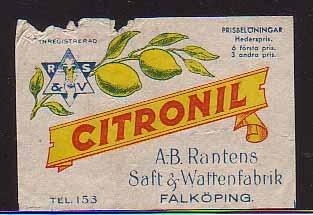 INREGISTRERAD
PRISBELÖNINGAR
Hederspris.
6 första pris.
3 andra pris.
R S
& V
CITRONIL
A-B. Rantens
Saft & Vattenfabrik
TEL. 153
FALKÖPING.